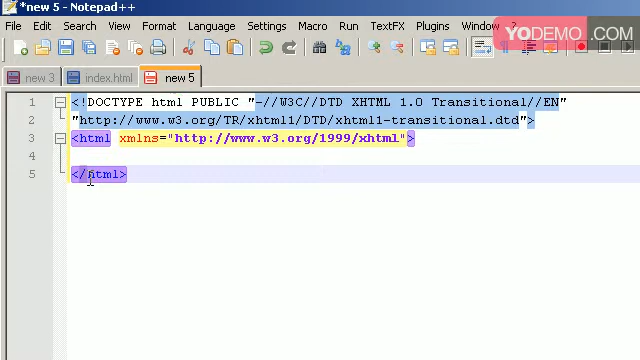 *new 5 - Notepad++
File Edit Search View Format Language Settings Macro Run TextFX Plugins Window ?
YODEMO.COM
new 3 index.html new 5
1 <!DOCTYPE html PUBLIC "-//W3C//DTD XHTML 1.0 Transitional//EN"
2 "http://www.w3.org/TR/xhtml1/DTD/xhtml1-transitional.dtd">
3 <html xmlns="http://www.w3.org/1999/xhtml">
4
5 </html>